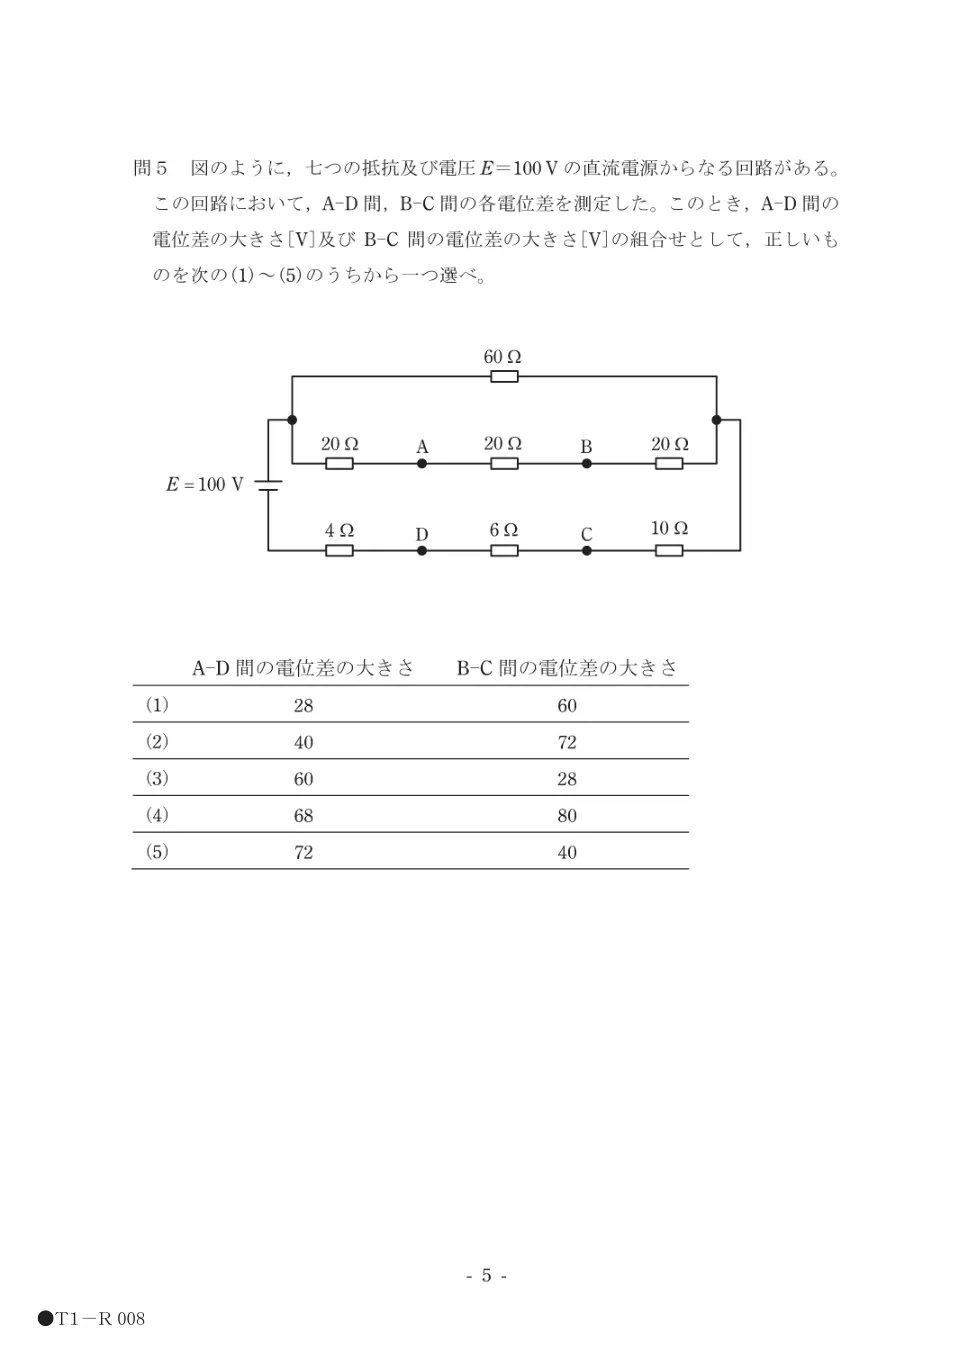 問５　図のように，七つの抵抗及び電圧 E＝100 V の直流電源からなる回路がある。
この回路において，A-D 間，B-C 間の各電位差を測定した。このとき，A-D 間の
電位差の大きさ[V]及び B-C 間の電位差の大きさ[V]の組合せとして，正しいも
のを次の(1)～(5)のうちから一つ選べ。
60 Ω
20 Ω A 20 Ω B 20 Ω
E = 100 V
4 Ω D 6 Ω C 10 Ω
A-D 間の電位差の大きさ B-C 間の電位差の大きさ
(1) 28 60
(2) 40 72
(3) 60 28
(4) 68 80
(5) 72 40
- 5 -
●T1－R 008